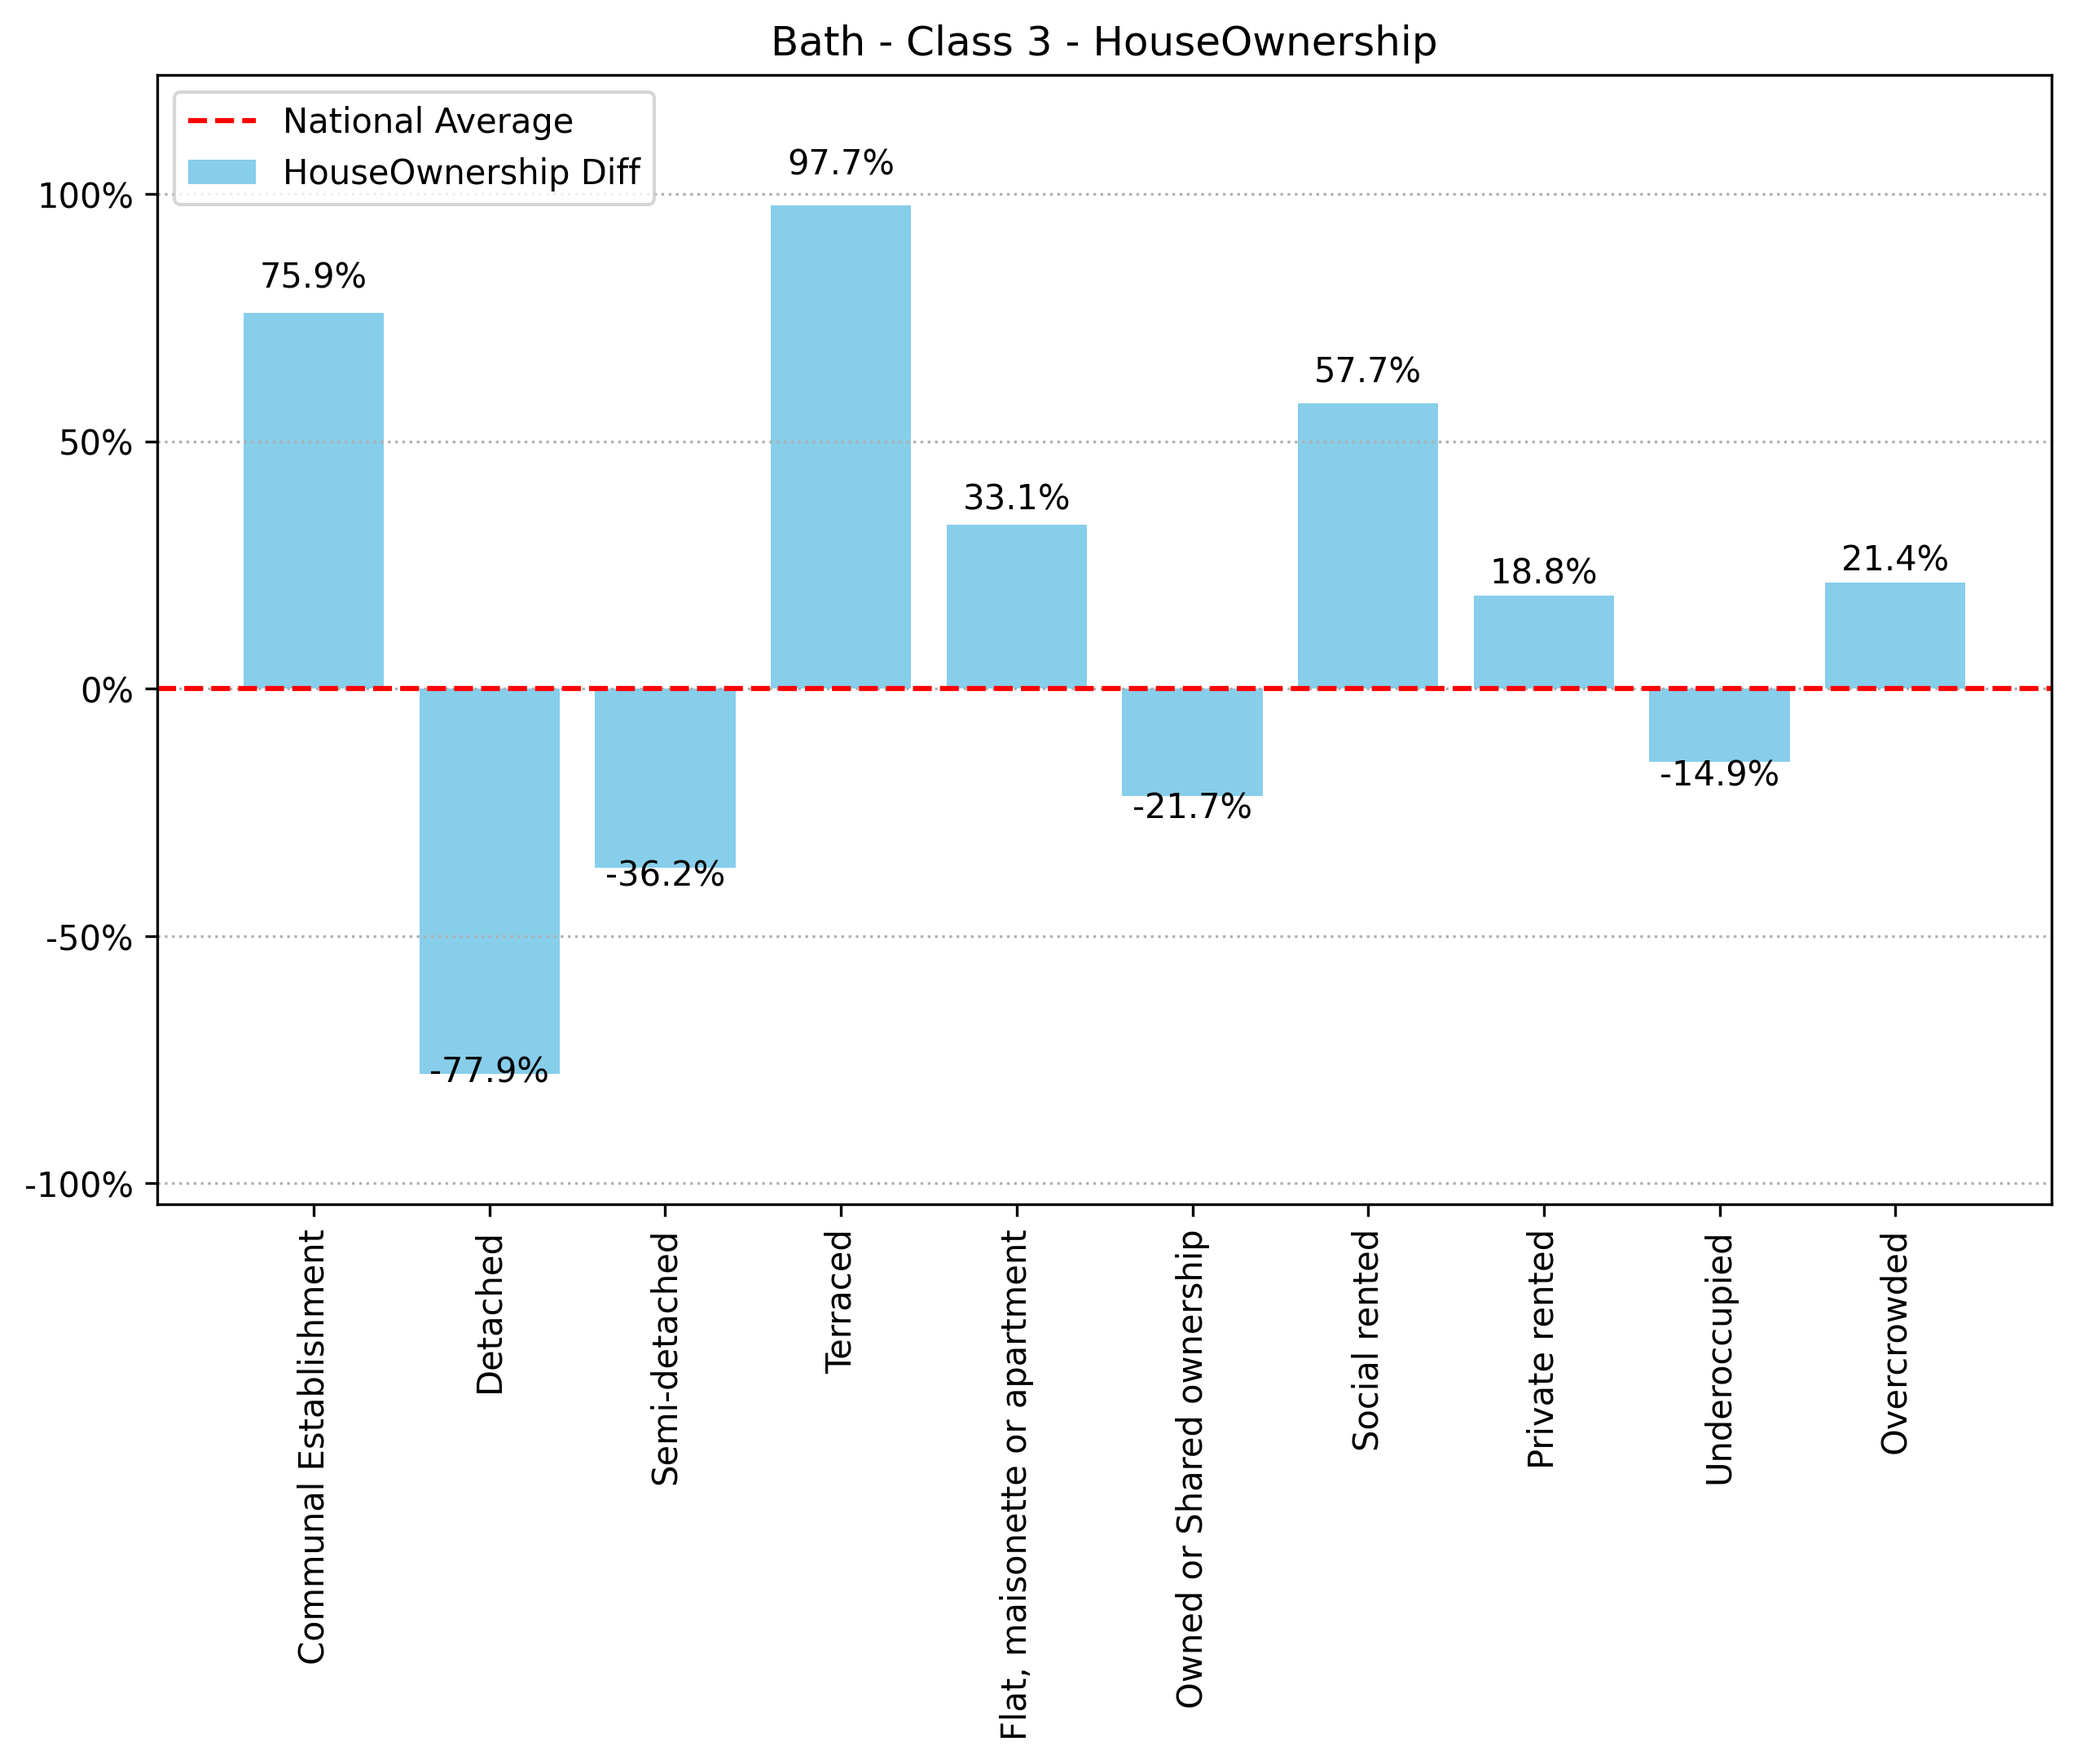 Bath - Class 3 - HouseOwnership
National Average
HouseOwnership Diff
100%
50%
0%
-50%
-100%
75.9%
-77.9%
-36.2%
97.7%
33.1%
-21.7%
57.7%
18.8%
-14.9%
21.4%
Communal Establishment
Detached
Semi-detached
Terraced
Flat, maisonette or apartment
Owned or Shared ownership
Social rented
Private rented
Underoccupied
Overcrowded